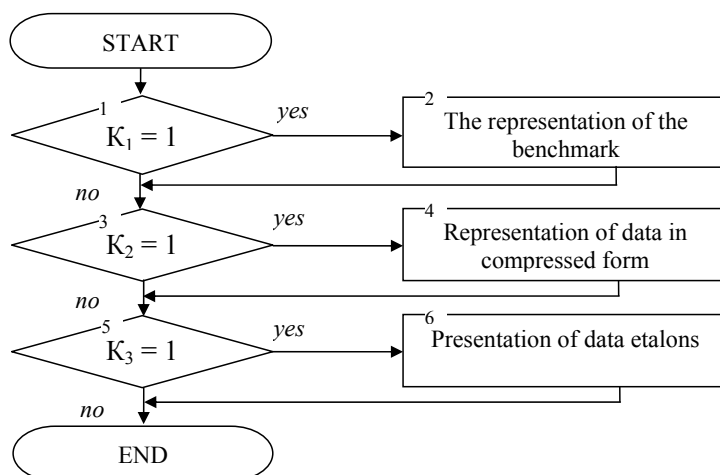 START
1
K₁ = 1
yes
2
The representation of the
benchmark
no
3
K₂ = 1
yes
4
Representation of data in
compressed form
no
5
K₃ = 1
yes
6
Presentation of data etalons
no
END